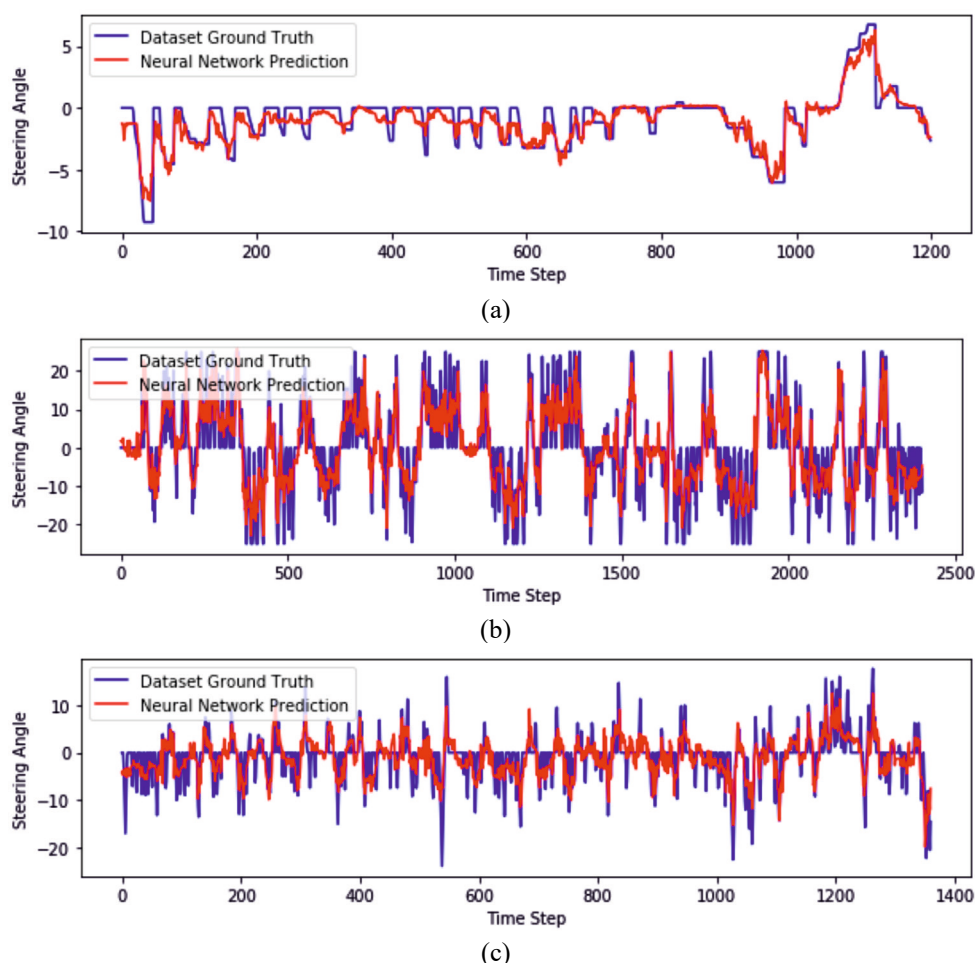 Dataset Ground Truth
Neural Network Prediction
Steering Angle
5
0
−5
−10
0 200 400 600 800 1000 1200
Time Step
(a)
Dataset Ground Truth
Neural Network Prediction
Steering Angle
20
10
0
−10
−20
0 500 1000 1500 2000 2500
Time Step
(b)
Dataset Ground Truth
Neural Network Prediction
Steering Angle
10
0
−10
−20
0 200 400 600 800 1000 1200 1400
Time Step
(c)